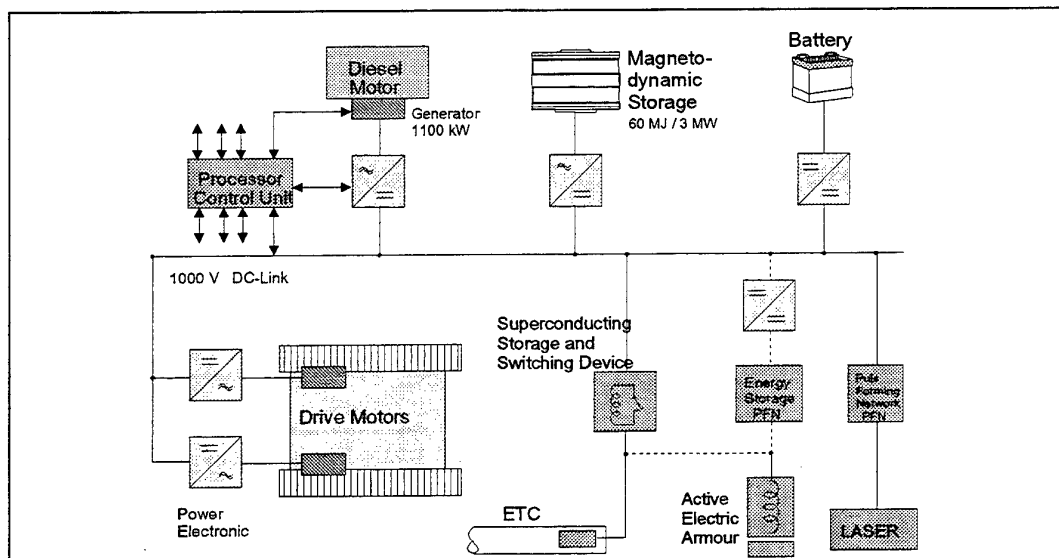 Diesel
Motor
Generator
1100 kW
Magneto-
dynamic
Storage
60 MJ / 3 MW
Battery
Processor
Control Unit
1000 V DC-Link
Superconducting
Storage and
Switching Device
Energy
Storage
PFN
Puls
Forming
Network
PFN
Drive Motors
Power
Electronic
ETC
Active
Electric
Armour
LASER